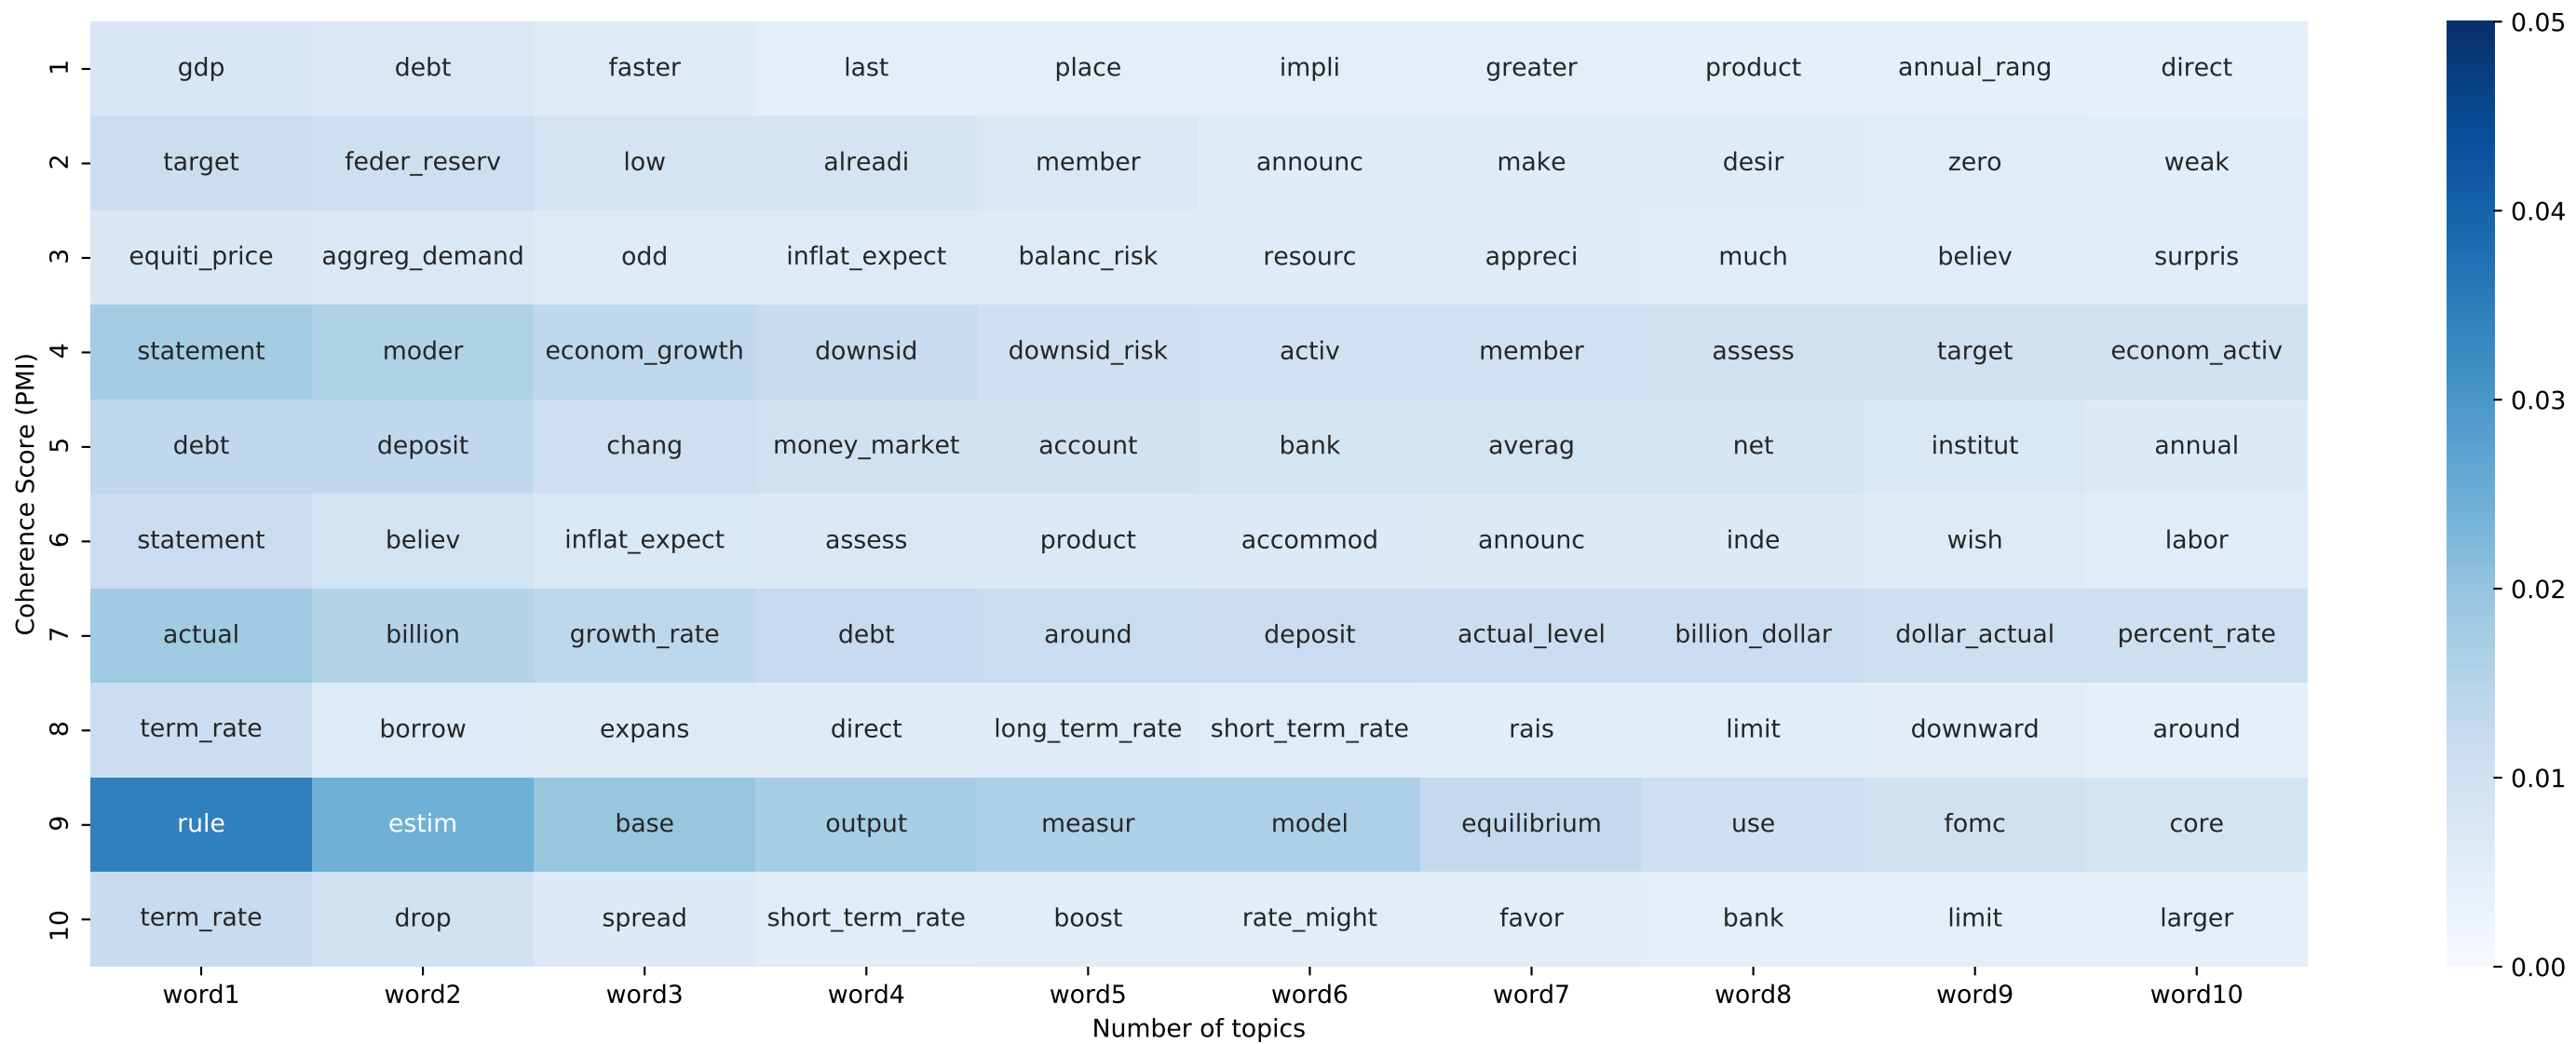 1 gdp debt faster last place impli greater product annual_rang direct
2 target feder_reserv low alreadi member announc make desir zero weak
3 equiti_price aggreg_demand odd inflat_expect balanc_risk resourc appreci much believ surpris
4 statement moder econom_growth downsid downsid_risk activ member assess target econom_activ
5 debt deposit chang money_market account bank averag net institut annual
6 statement believ inflat_expect assess product accommod announc inde wish labor
7 actual billion growth_rate debt around deposit actual_level billion_dollar dollar_actual percent_rate
8 term_rate borrow expans direct long_term_rate short_term_rate rais limit downward around
9 rule estim base output measur model equilibrium use fomc core
10 term_rate drop spread short_term_rate boost rate_might favor bank limit larger
word1 word2 word3 word4 word5 word6 word7 word8 word9 word10
Number of topics
Coherence Score (PMI)
0.05
0.04
0.03
0.02
0.01
0.00